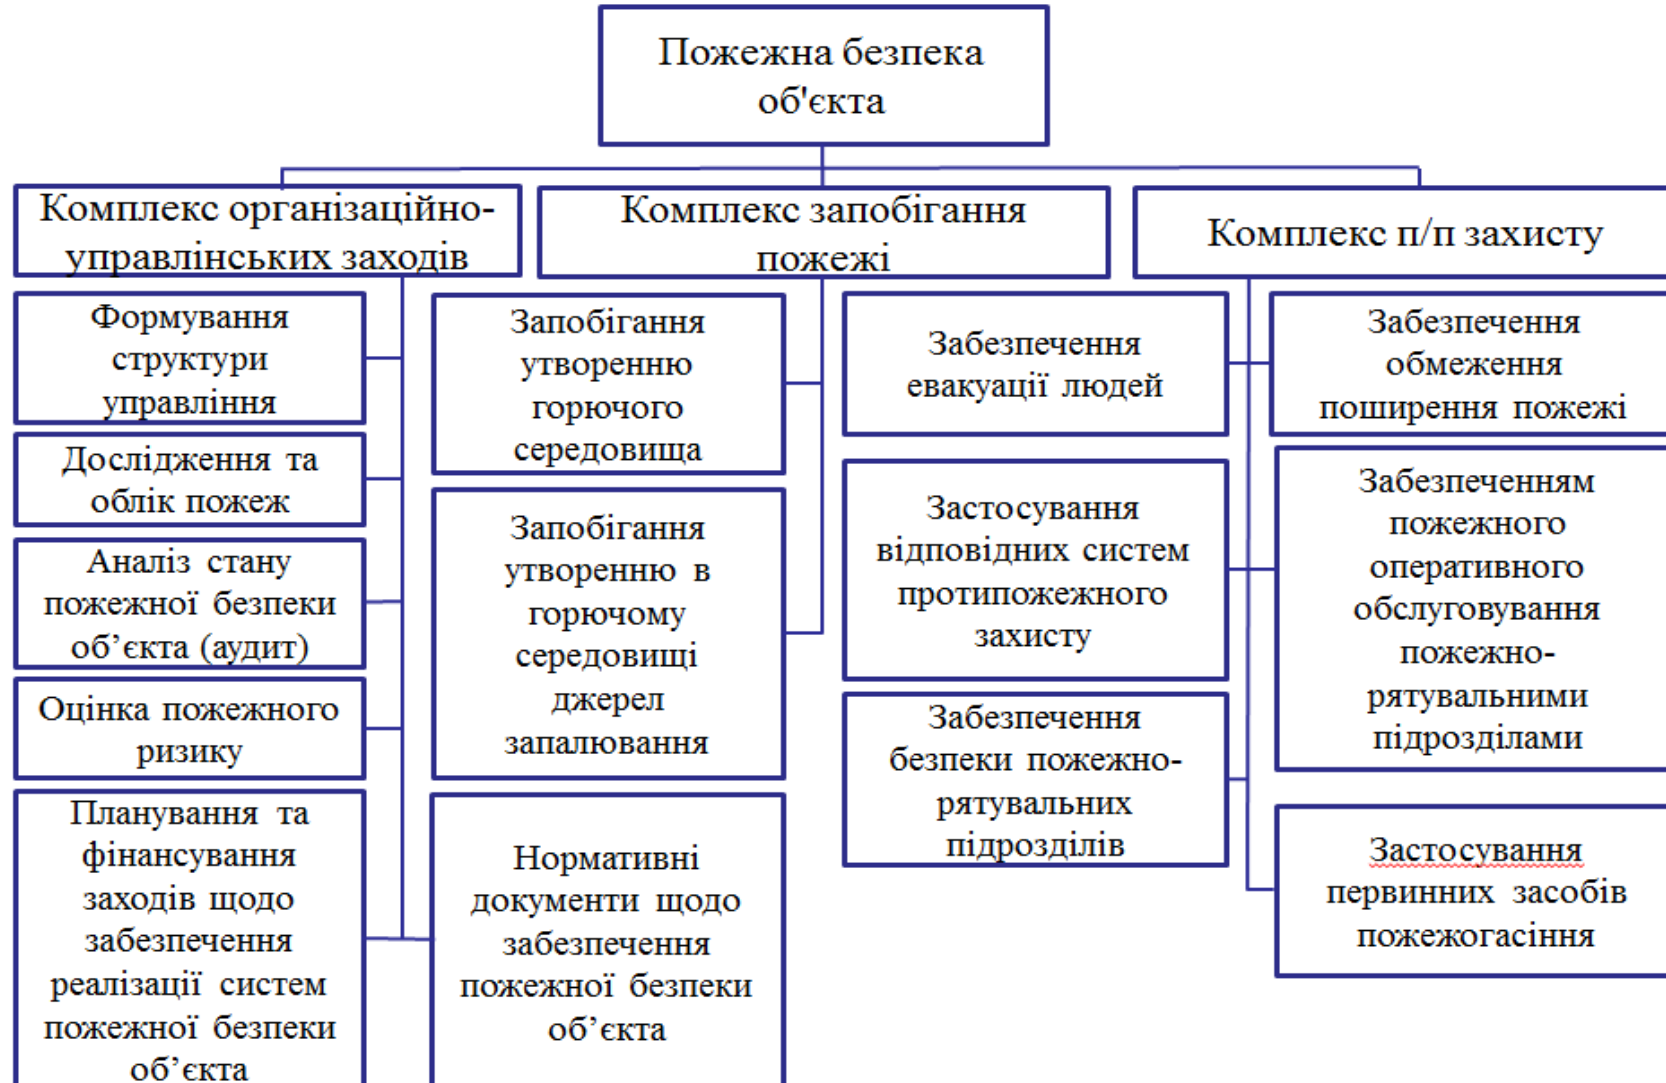 Пожежна безпека
об'єкта
Комплекс організаційно-
управлінських заходів
Комплекс запобігання
пожежі
Комплекс п/п захисту
Формування
структури
управління
Дослідження та
облік пожеж
Аналіз стану
пожежної безпеки
об’єкта (аудит)
Оцінка пожежного
ризику
Планування та
фінансування
заходів щодо
забезпечення
реалізації систем
пожежної безпеки
об’єкта
Запобігання
утворенню
горючого
середовища
Запобігання
утворенню в
горючому
середовищі
джерел
запалювання
Нормативні
документи щодо
забезпечення
пожежної безпеки
об’єкта
Забезпечення
евакуації людей
Застосування
відповідних систем
протипожежного
захисту
Забезпечення
безпеки пожежно-
рятувальних
підрозділів
Забезпечення
обмеження
поширення пожежі
Забезпеченням
пожежного
оперативного
обслуговування
пожежно-
рятувальними
підрозділами
Застосування
первинних засобів
пожежогасіння